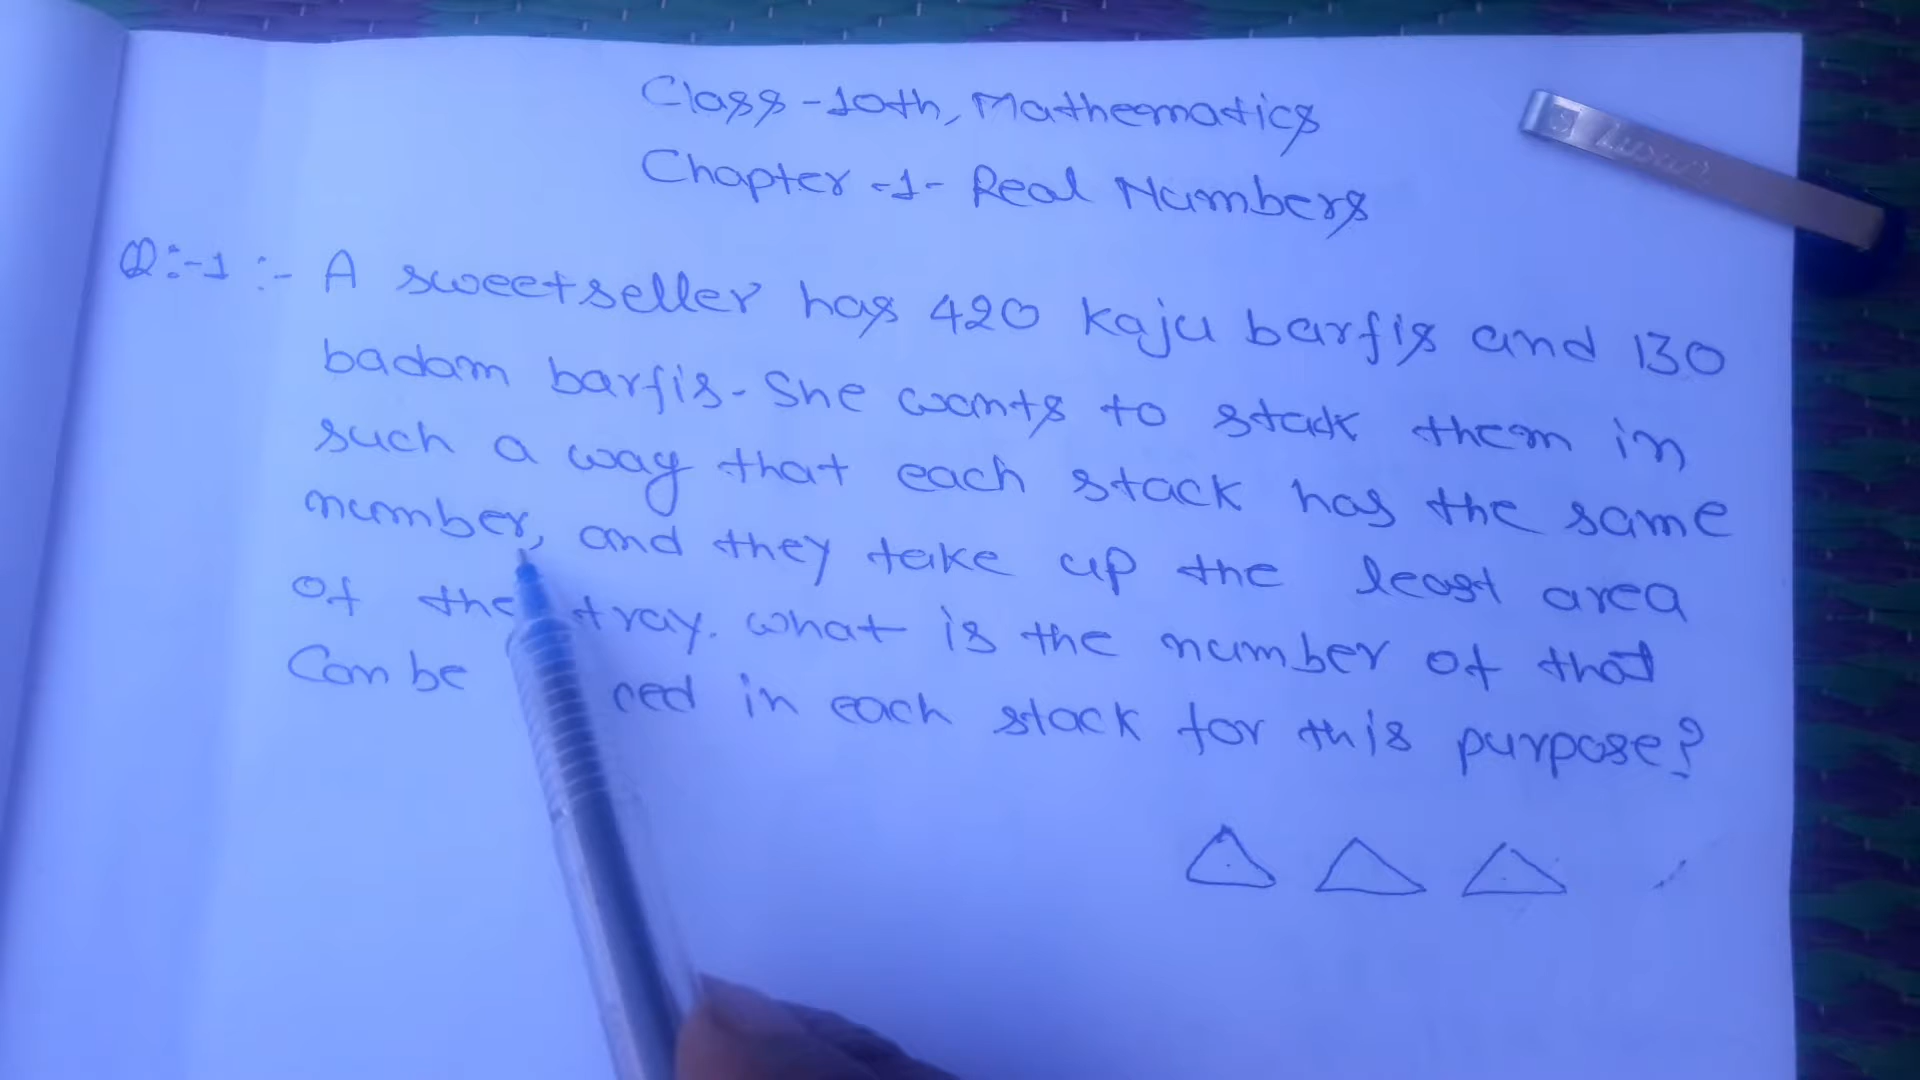 Class-10th, Mathematics
Chapter-1- Real Numbers
Q:-1:- A sweetseller has 420 kaju barfis and 130
badam barfis. She wants to stack them in
such a way that each stack has the same
number, and they take up the least area
of the tray. what is the number of that
Can be ced in each stack for this purpose?
Luxor